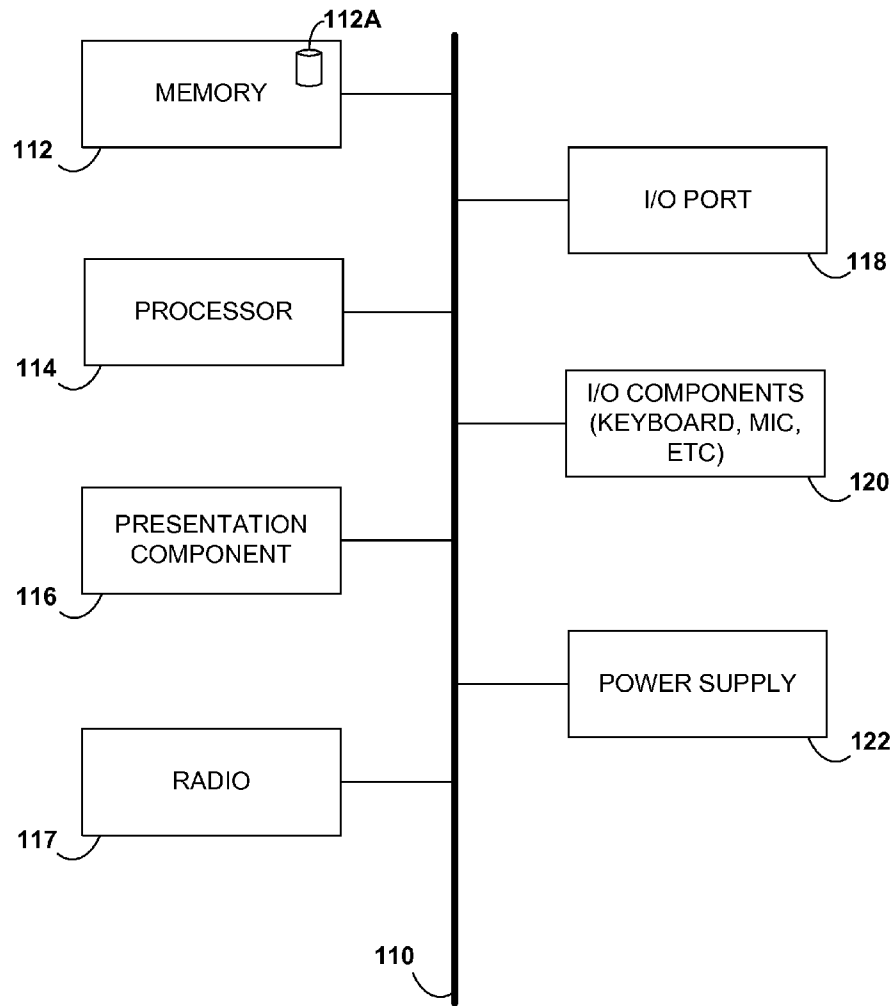 112A
MEMORY
112
I/O PORT
118
PROCESSOR
114
I/O COMPONENTS
(KEYBOARD, MIC,
ETC)
120
PRESENTATION
COMPONENT
116
POWER SUPPLY
122
RADIO
117
110